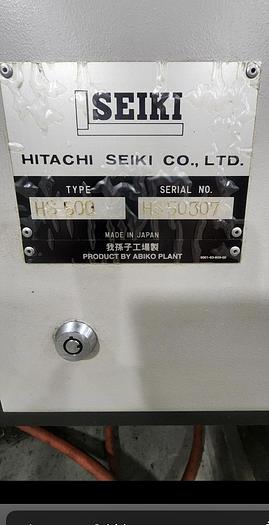 SEIKI
HITACHI SEIKI CO., LTD.
TYPE SERIAL NO.
HS 500 HS 50307
MADE IN JAPAN
我孫子工場製
PRODUCT BY ABIKO PLANT